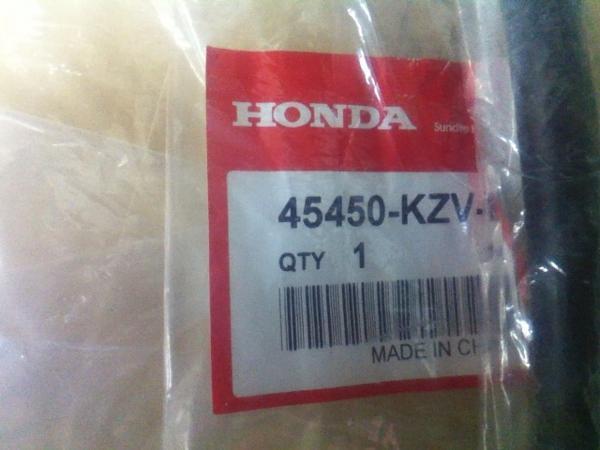 HONDA
45450-KZV-
QTY 1
MADE IN CH